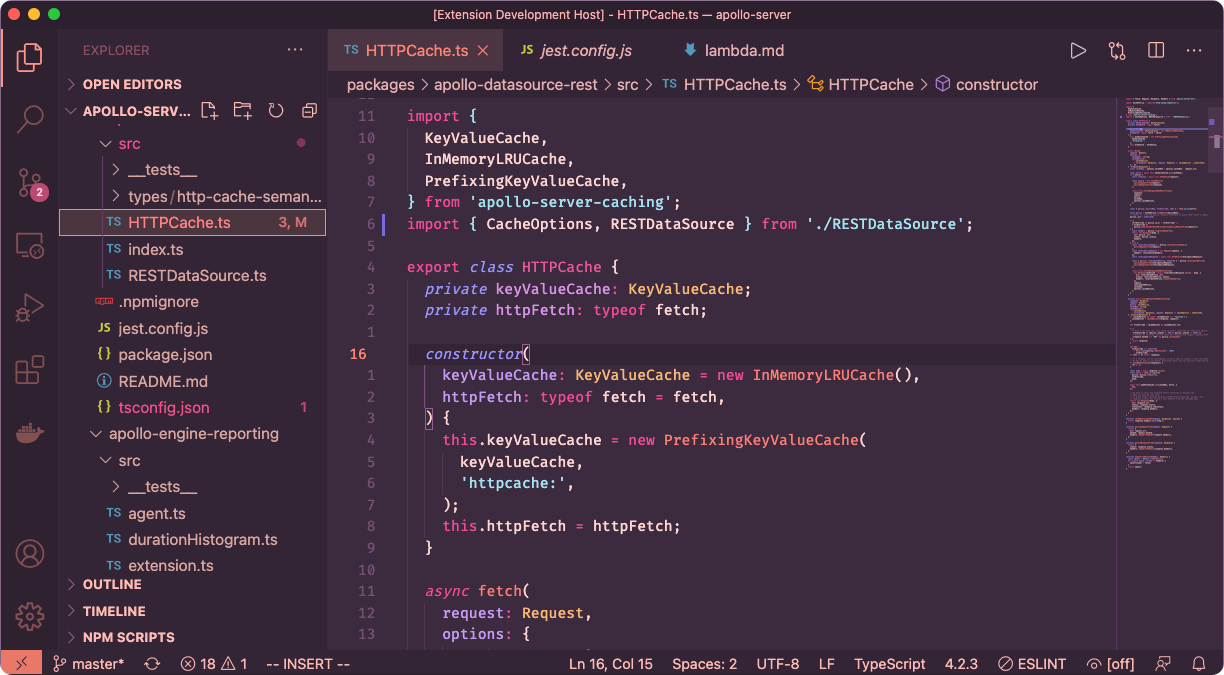 [Extension Development Host] - HTTPCache.ts — apollo-server
EXPLORER
OPEN EDITORS
APOLLO-SERV...
src
__tests__
types/http-cache-seman...
TS HTTPCache.ts 3, M
TS index.ts
TS RESTDataSource.ts
npm .npmignore
JS jest.config.js
{} package.json
README.md
{} tsconfig.json 1
apollo-engine-reporting
src
__tests__
TS agent.ts
TS durationHistogram.ts
TS extension.ts
OUTLINE
TIMELINE
NPM SCRIPTS
2
TS HTTPCache.ts
JS jest.config.js
lambda.md
packages > apollo-datasource-rest > src > TS HTTPCache.ts > HTTPCache > constructor
11 import {
10 KeyValueCache,
9 InMemoryLRUCache,
8 PrefixingKeyValueCache,
7 } from 'apollo-server-caching';
6 import { CacheOptions, RESTDataSource } from './RESTDataSource';
5
4 export class HTTPCache {
3 private keyValueCache: KeyValueCache;
2 private httpFetch: typeof fetch;
1
16 constructor(
1 keyValueCache: KeyValueCache = new InMemoryLRUCache(),
2 httpFetch: typeof fetch = fetch,
3 ) {
4 this.keyValueCache = new PrefixingKeyValueCache(
5 keyValueCache,
6 'httpcache:',
7 );
8 this.httpFetch = httpFetch;
9 }
10
11 async fetch(
12 request: Request,
13 options: {
master* 18 1 -- INSERT -- Ln 16, Col 15 Spaces: 2 UTF-8 LF TypeScript 4.2.3 ESLINT [off]